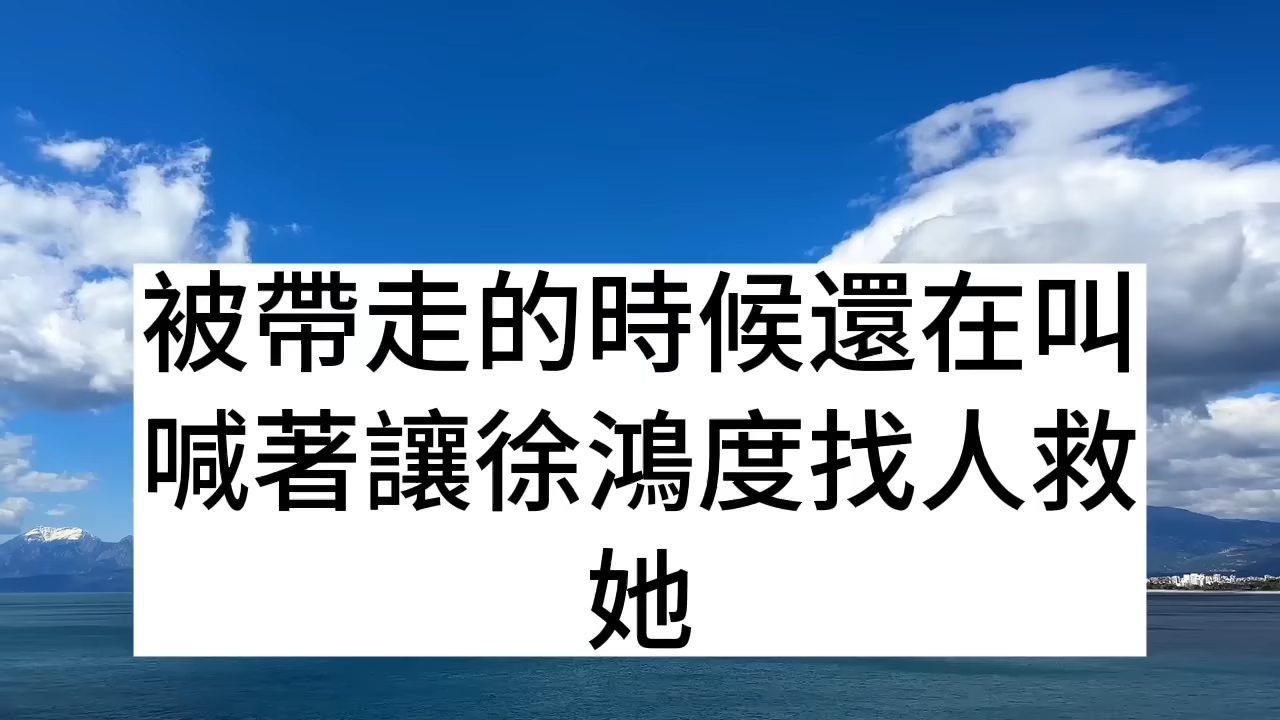 被帶走的時候還在叫
喊著讓徐鴻度找人救
她